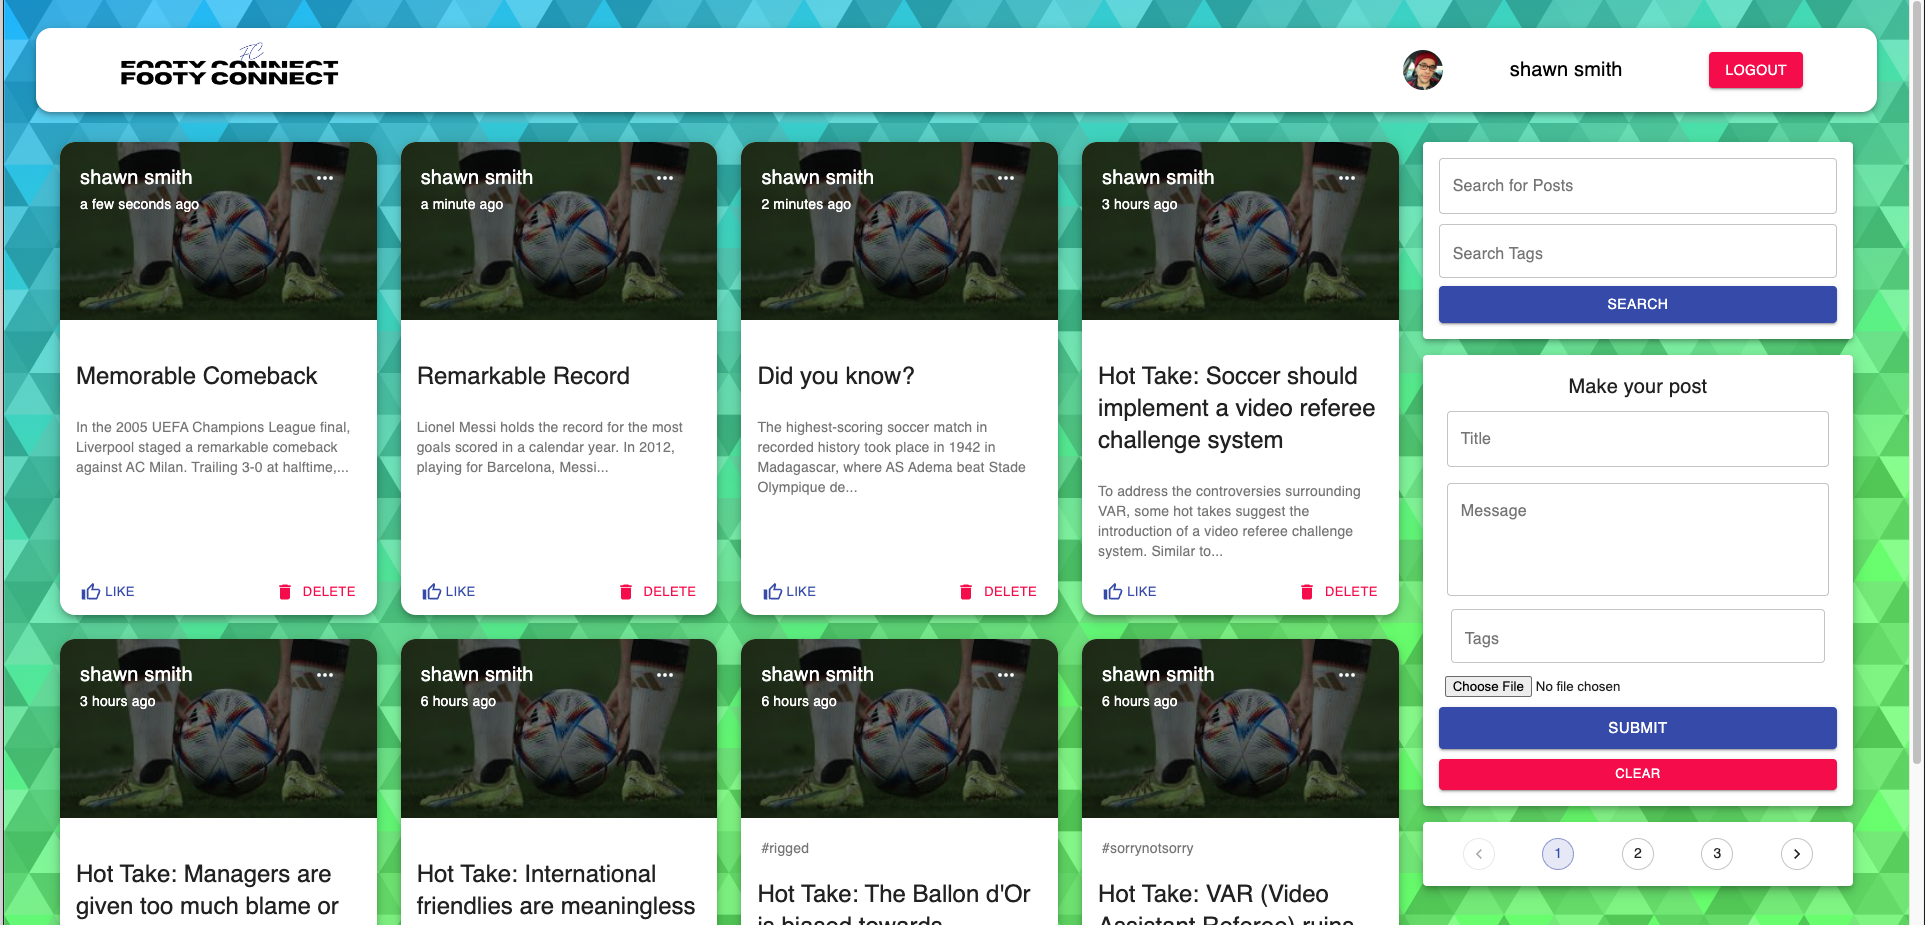 FC
FOOTY CONNECT
FOOTY CONNECT
shawn smith
LOGOUT
shawn smith
a few seconds ago
Memorable Comeback
In the 2005 UEFA Champions League final,
Liverpool staged a remarkable comeback
against AC Milan. Trailing 3-0 at halftime,...
LIKE
DELETE
shawn smith
a minute ago
Remarkable Record
Lionel Messi holds the record for the most
goals scored in a calendar year. In 2012,
playing for Barcelona, Messi...
LIKE
DELETE
shawn smith
2 minutes ago
Did you know?
The highest-scoring soccer match in
recorded history took place in 1942 in
Madagascar, where AS Adema beat Stade
Olympique de...
LIKE
DELETE
shawn smith
3 hours ago
Hot Take: Soccer should
implement a video referee
challenge system
To address the controversies surrounding
VAR, some hot takes suggest the
introduction of a video referee challenge
system. Similar to...
LIKE
DELETE
shawn smith
3 hours ago
Hot Take: Managers are
given too much blame or
shawn smith
6 hours ago
Hot Take: International
friendlies are meaningless
shawn smith
6 hours ago
#rigged
Hot Take: The Ballon d'Or
is biased towards
shawn smith
6 hours ago
#sorrynotsorry
Hot Take: VAR (Video
Assistant Referee) ruins
Search for Posts
Search Tags
SEARCH
Make your post
Title
Message
Tags
Choose File No file chosen
SUBMIT
CLEAR
1
2
3